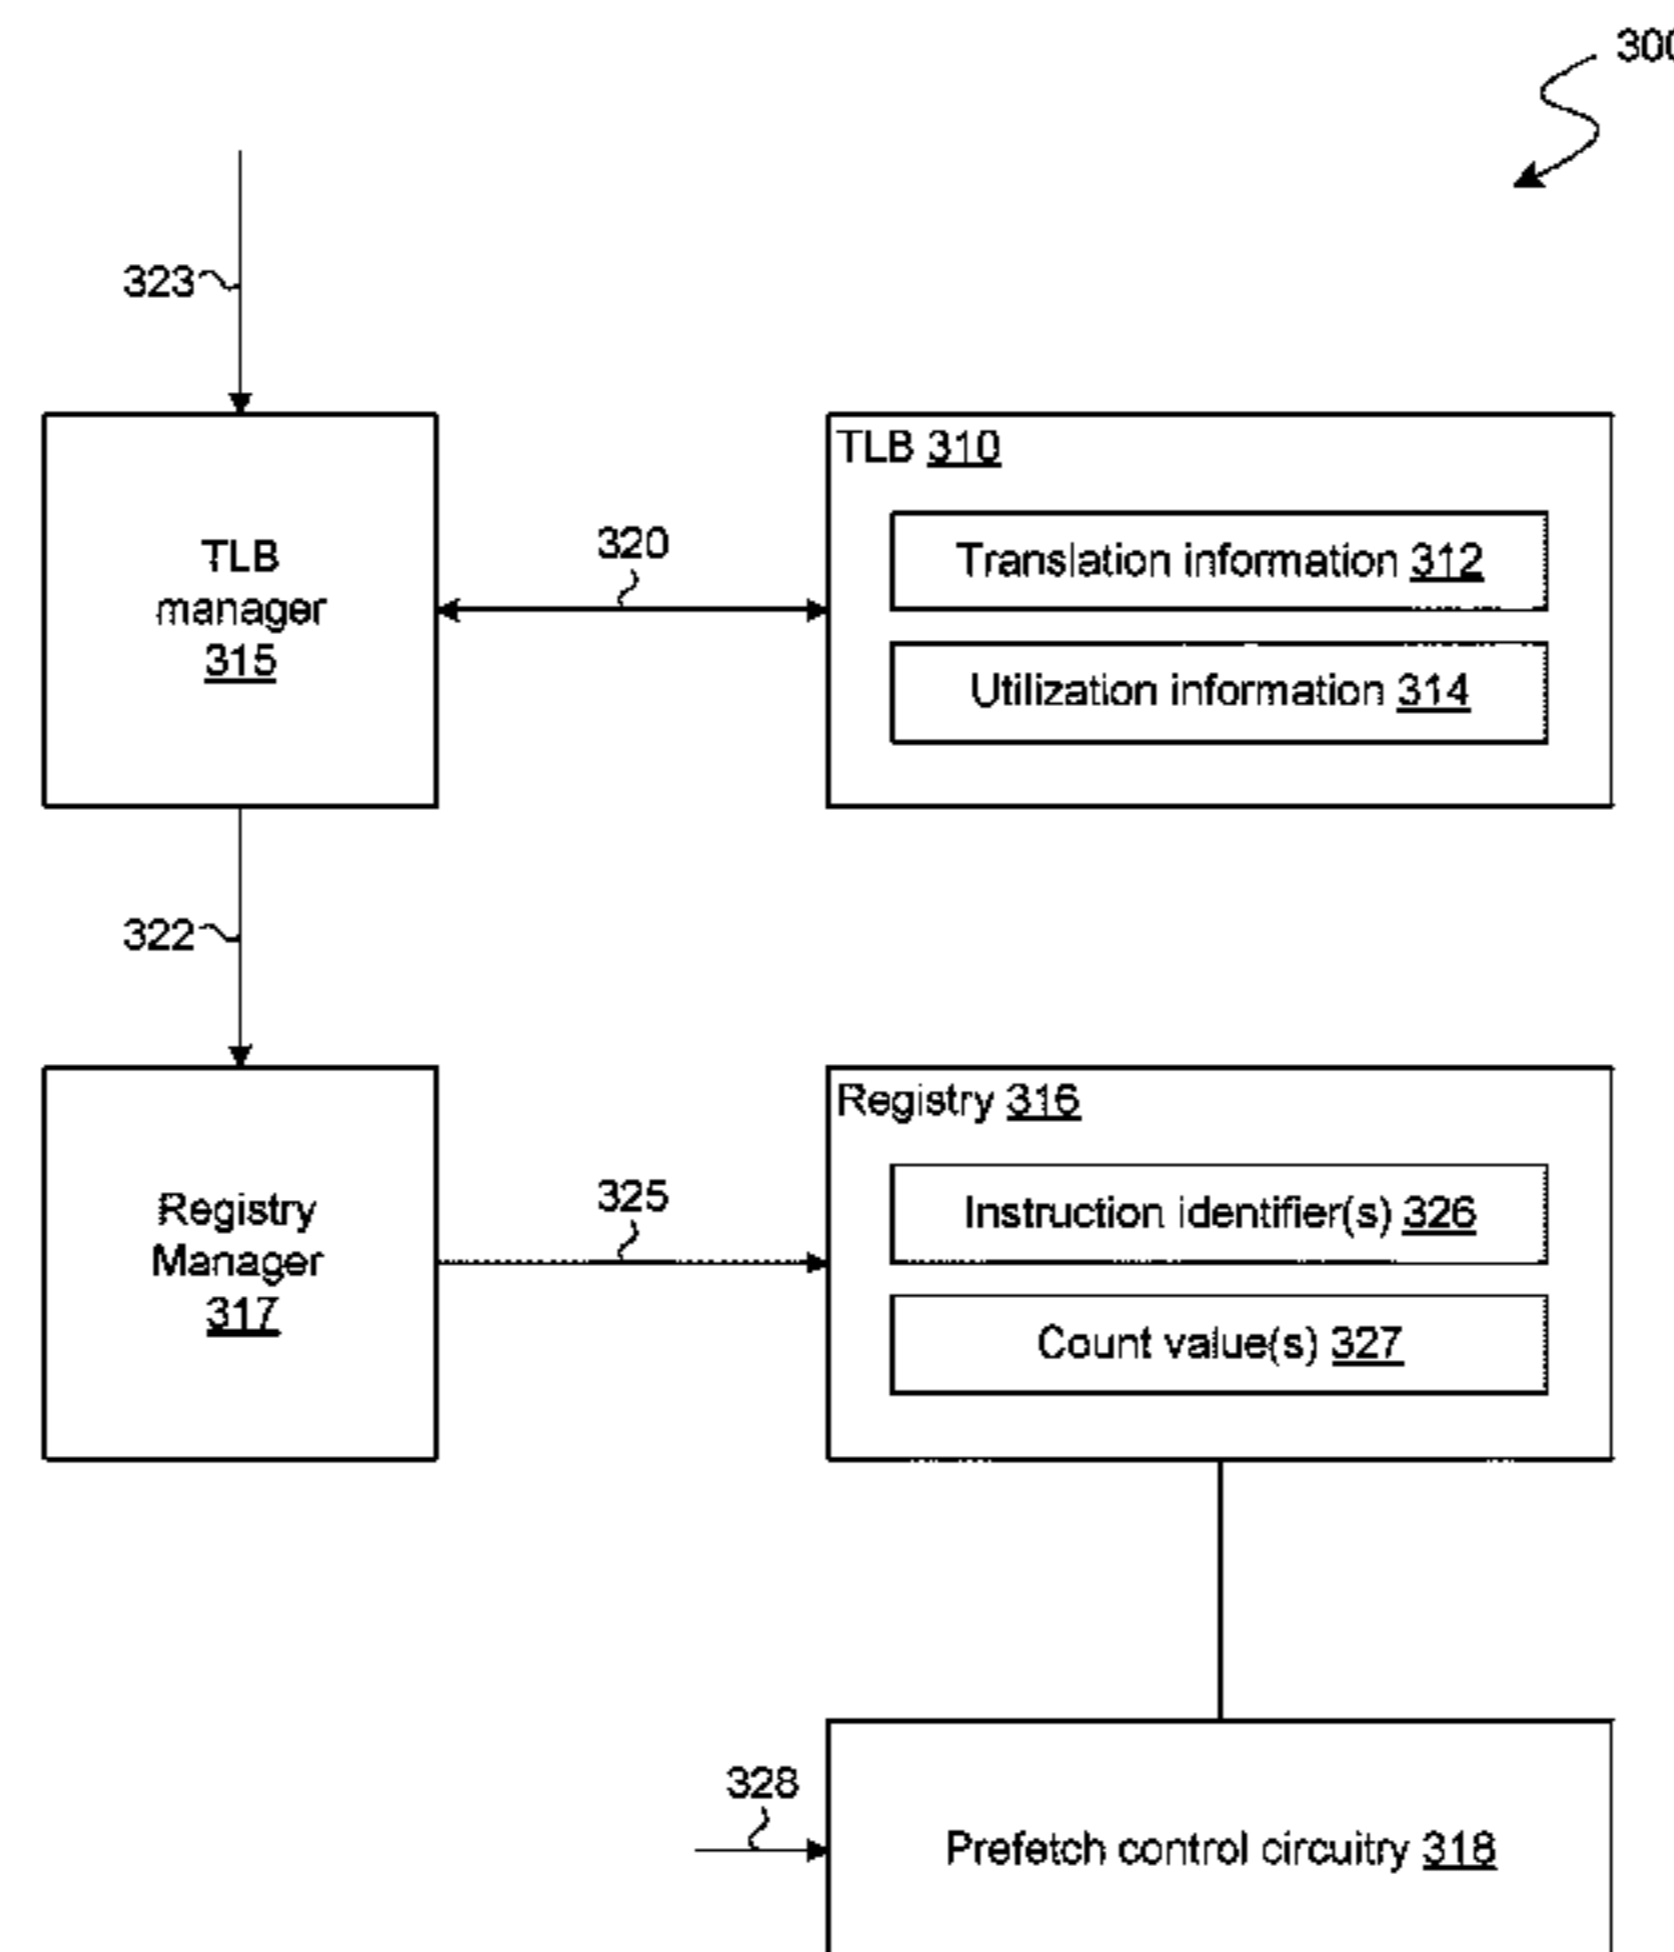 300
323
TLB
manager
315
320
TLB 310
Translation information 312
Utilization information 314
322
Registry
Manager
317
325
Registry 316
Instruction identifier(s) 326
Count value(s) 327
328
Prefetch control circuitry 318